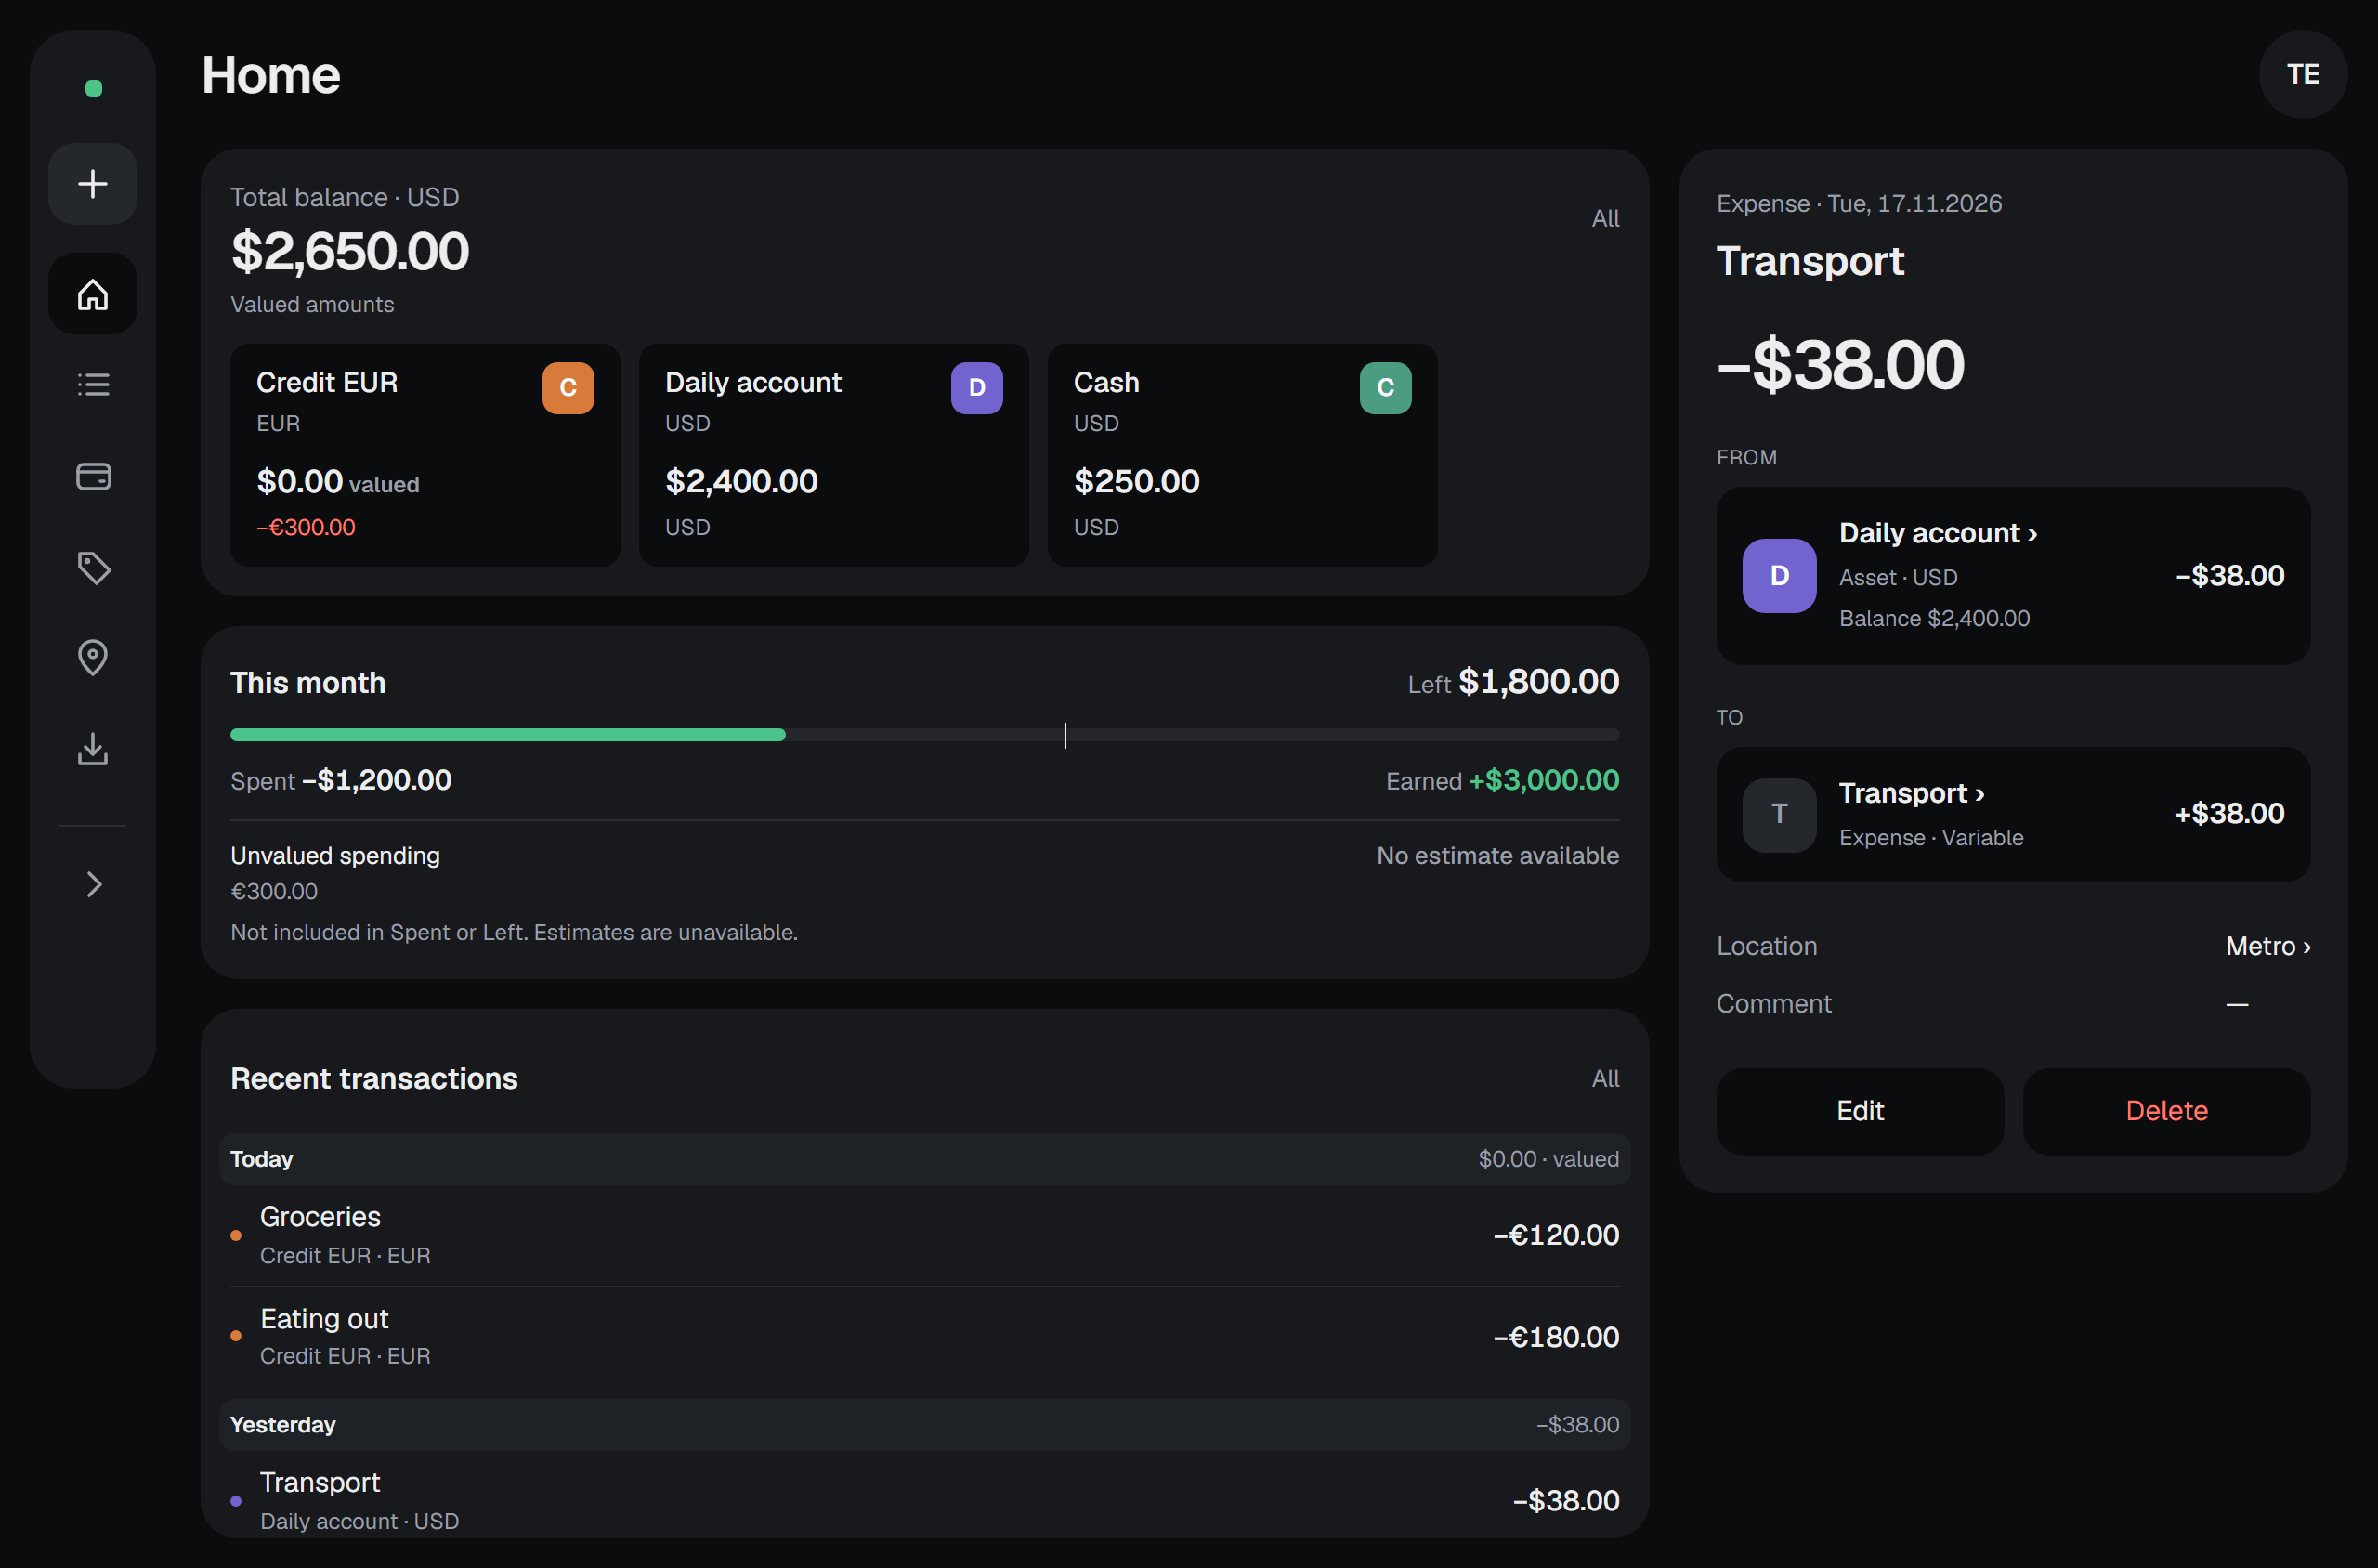 Home
TE
Total balance · USD
All
$2,650.00
Valued amounts
Credit EUR
C
EUR
$0.00 valued
−€300.00
Daily account
D
USD
$2,400.00
USD
Cash
C
USD
$250.00
USD
This month
Left $1,800.00
Spent −$1,200.00
Earned +$3,000.00
Unvalued spending
No estimate available
€300.00
Not included in Spent or Left. Estimates are unavailable.
Recent transactions
All
Today
$0.00 · valued
Groceries
Credit EUR · EUR
−€120.00
Eating out
Credit EUR · EUR
−€180.00
Yesterday
−$38.00
Transport
Daily account · USD
−$38.00
Expense · Tue, 17.11.2026
Transport
−$38.00
FROM
D
Daily account ›
Asset · USD
Balance $2,400.00
−$38.00
TO
T
Transport ›
Expense · Variable
+$38.00
Location
Metro ›
Comment
—
Edit
Delete